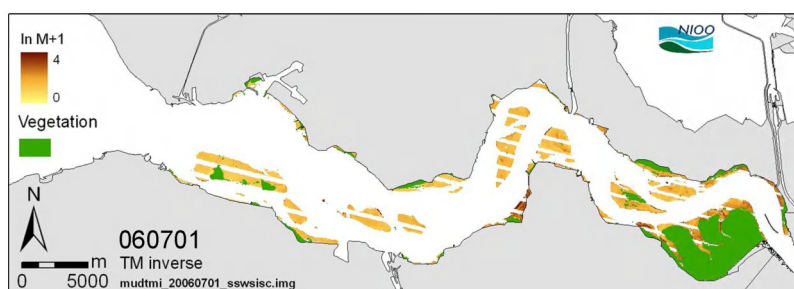 ln M+1
4
0
Vegetation
NIOO
N
060701
TM inverse
0 5000 m
mudtmi_20060701_sswsisc.img